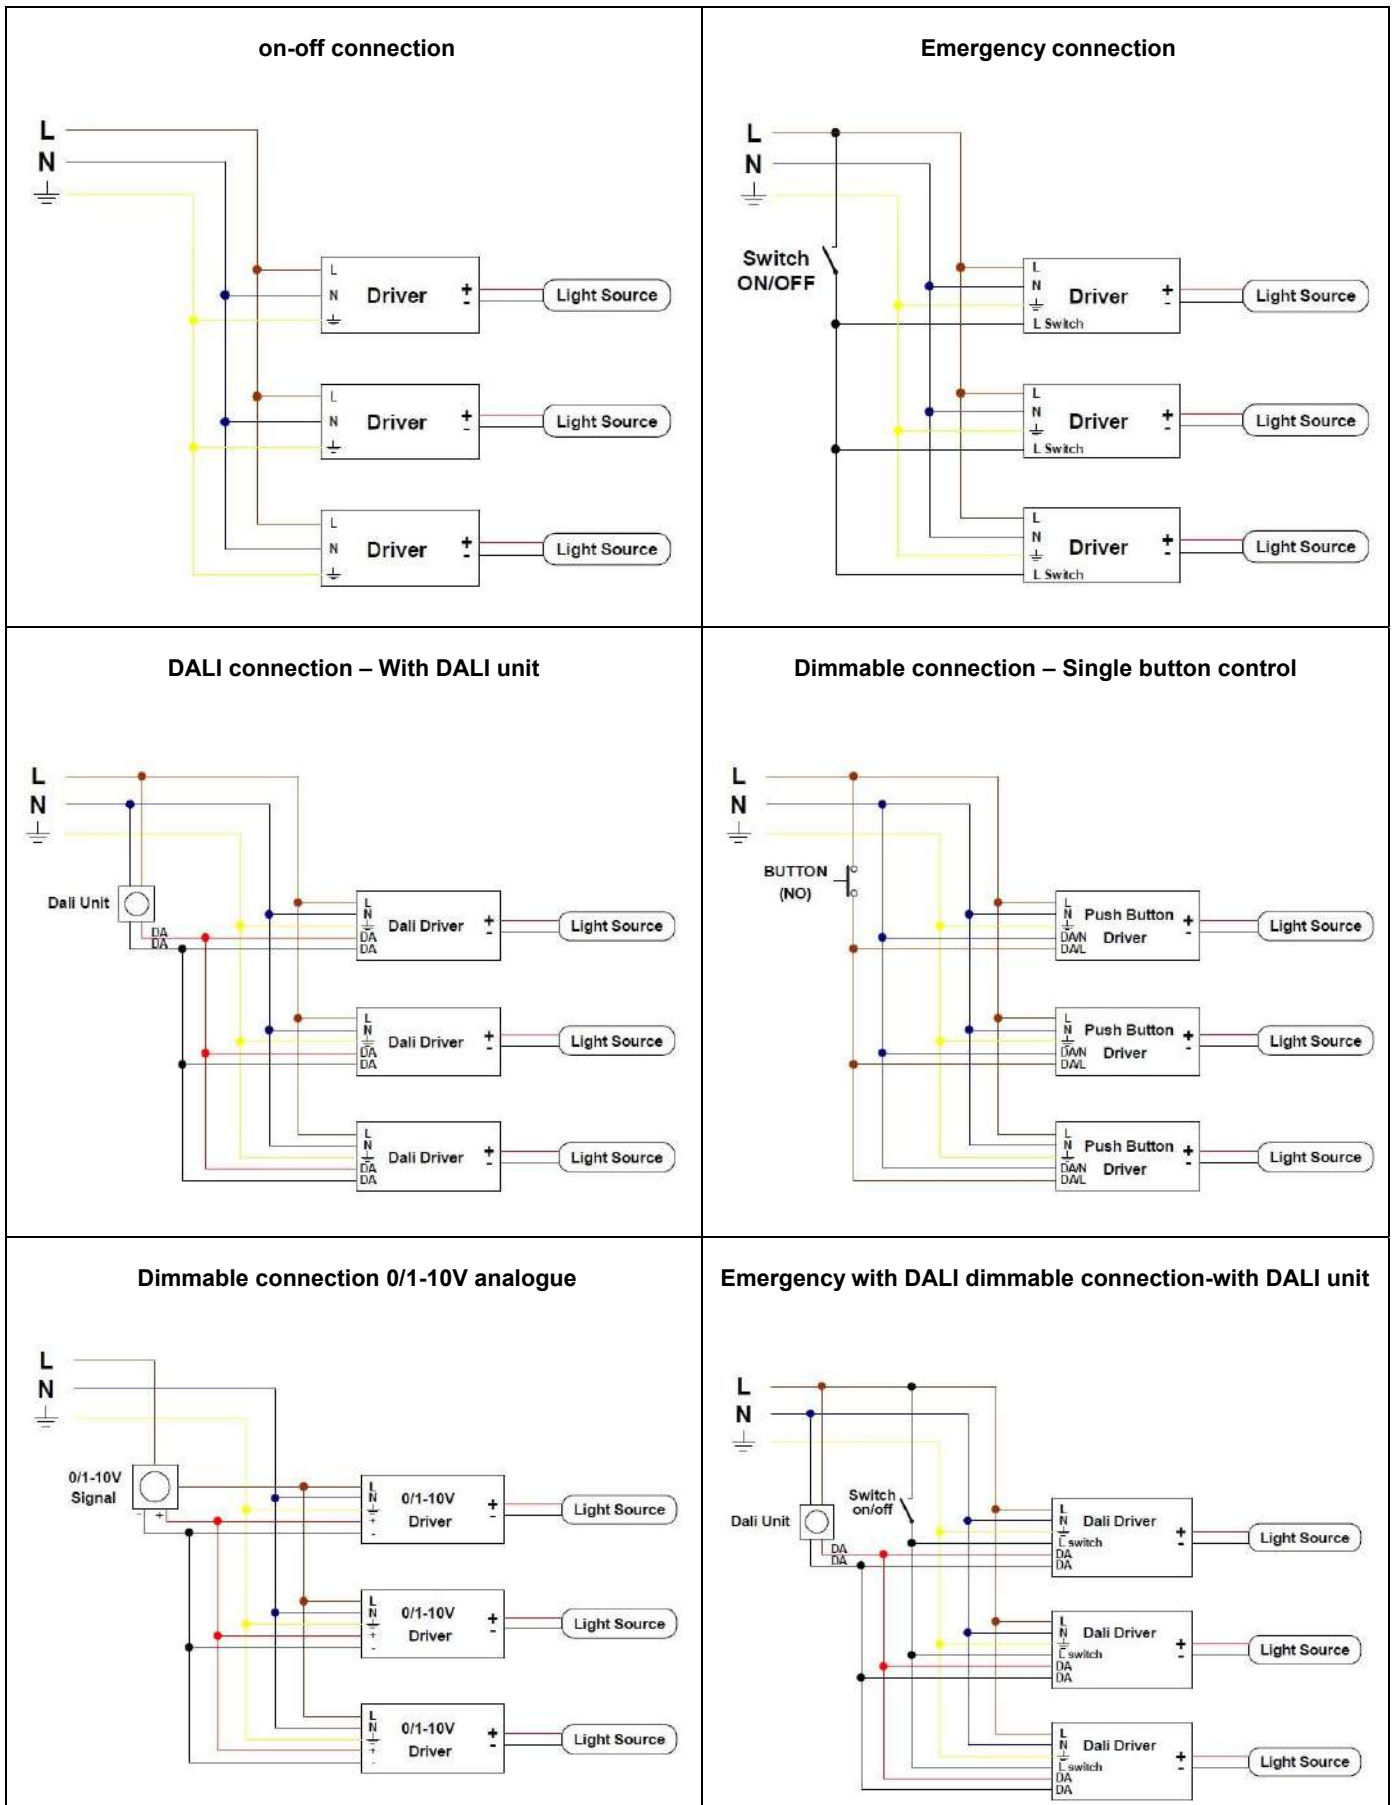 on-off connection
L
N
L
N
Driver
+
-
Light Source
L
N
Driver
+
-
Light Source
L
N
Driver
+
-
Light Source
Emergency connection
L
N
Switch
ON/OFF
L
N
L Switch
Driver
+
-
Light Source
L
N
L Switch
Driver
+
-
Light Source
L
N
L Switch
Driver
+
-
Light Source
DALI connection – With DALI unit
L
N
Dali Unit
DA
DA
L
N
DA
DA
Dali Driver
+
-
Light Source
L
N
DA
DA
Dali Driver
+
-
Light Source
L
N
DA
DA
Dali Driver
+
-
Light Source
Dimmable connection – Single button control
L
N
BUTTON
(NO)
L
N
DA/N
DA/L
Push Button
Driver
+
-
Light Source
L
N
DA/N
DA/L
Push Button
Driver
+
-
Light Source
L
N
DA/N
DA/L
Push Button
Driver
+
-
Light Source
Dimmable connection 0/1-10V analogue
L
N
0/1-10V
Signal
- +
L
N
+
-
0/1-10V
Driver
+
-
Light Source
L
N
+
-
0/1-10V
Driver
+
-
Light Source
L
N
+
-
0/1-10V
Driver
+
-
Light Source
Emergency with DALI dimmable connection-with DALI unit
L
N
Switch
on/off
Dali Unit
DA
DA
L
N
L switch
DA
DA
Dali Driver
+
-
Light Source
L
N
L switch
DA
DA
Dali Driver
+
-
Light Source
L
N
L switch
DA
DA
Dali Driver
+
-
Light Source